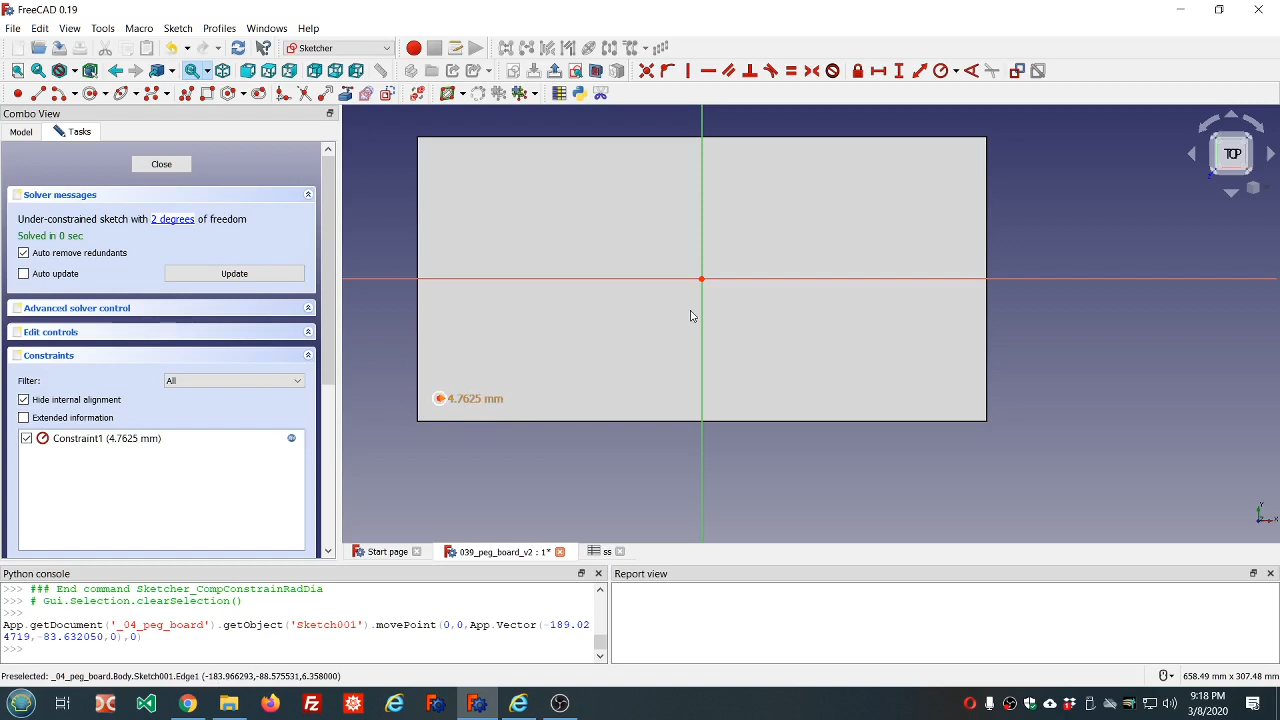 FreeCAD 0.19
File Edit View Tools Macro Sketch Profiles Windows Help
Sketcher
Combo View
Model Tasks
Close
Solver messages
Under-constrained sketch with 2 degrees of freedom
Solved in 0 sec
Auto remove redundants
Auto update Update
Advanced solver control
Edit controls
Constraints
Filter: All
Hide internal alignment
Extended information
Constraint1 (4.7625 mm)
4.7625 mm
TOP
Start page 039_peg_board_v2 : 1* ss
Python console
>>> ### End command Sketcher_CompConstrainRadDia
>>> # Gui.Selection.clearSelection()
>>>
App.getDocument('_04_peg_board').getObject('Sketch001').movePoint(0,0,App.Vector(-189.02
4719,-83.632050,0),0)
>>>
Report view
Preselected: _04_peg_board.Body.Sketch001.Edge1 (-183.966293,-88.575531,6.358000)
658.49 mm x 307.48 mm
9:18 PM
3/8/2020